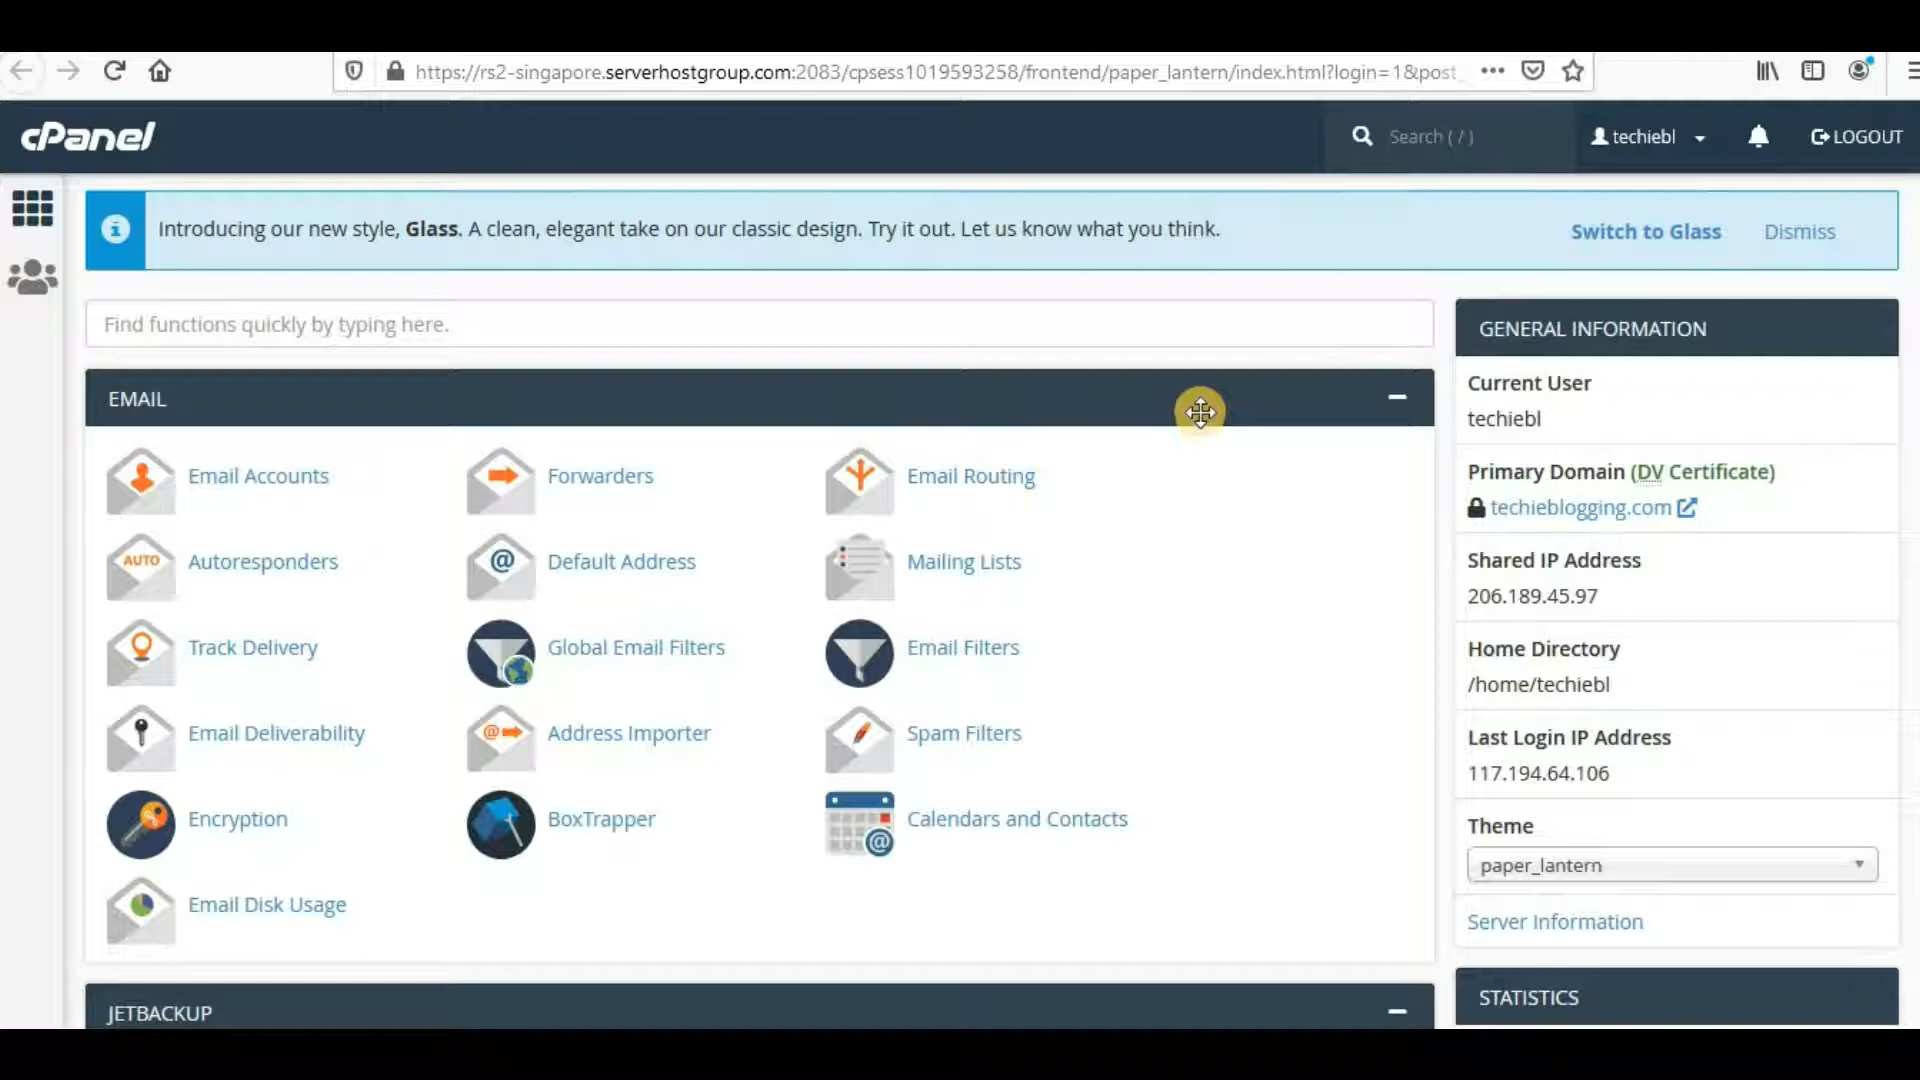 https://rs2-singapore.serverhostgroup.com:2083/cpsess1019593258/frontend/paper_lantern/index.html?login=1&post_
cPanel
Search ( / )
techiebl
LOGOUT
Introducing our new style, Glass. A clean, elegant take on our classic design. Try it out. Let us know what you think.
Switch to Glass
Dismiss
Find functions quickly by typing here.
EMAIL
Email Accounts
Forwarders
Email Routing
AUTO
Autoresponders
@
Default Address
Mailing Lists
Track Delivery
Global Email Filters
Email Filters
Email Deliverability
@
Address Importer
Spam Filters
Encryption
BoxTrapper
@
Calendars and Contacts
Email Disk Usage
JETBACKUP
GENERAL INFORMATION
Current User
techiebl
Primary Domain (DV Certificate)
techieblogging.com
Shared IP Address
206.189.45.97
Home Directory
/home/techiebl
Last Login IP Address
117.194.64.106
Theme
paper_lantern
Server Information
STATISTICS